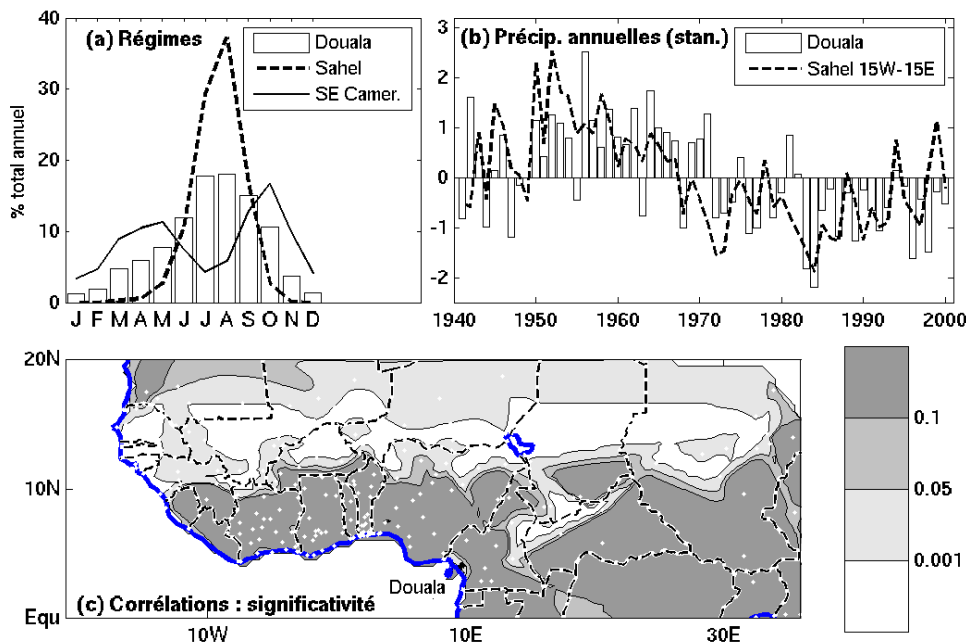 40
30
20
10
0
% total annuel
(a) Régimes
Douala
Sahel
SE Camer.
J F M A M J J A S O N D
(b) Précip. annuelles (stan.)
Douala
Sahel 15W-15E
3
2
1
0
-1
-2
1940 1950 1960 1970 1980 1990 2000
20N
10N
Equ
Douala
(c) Corrélations : significativité
10W 10E 30E
0.1
0.05
0.001